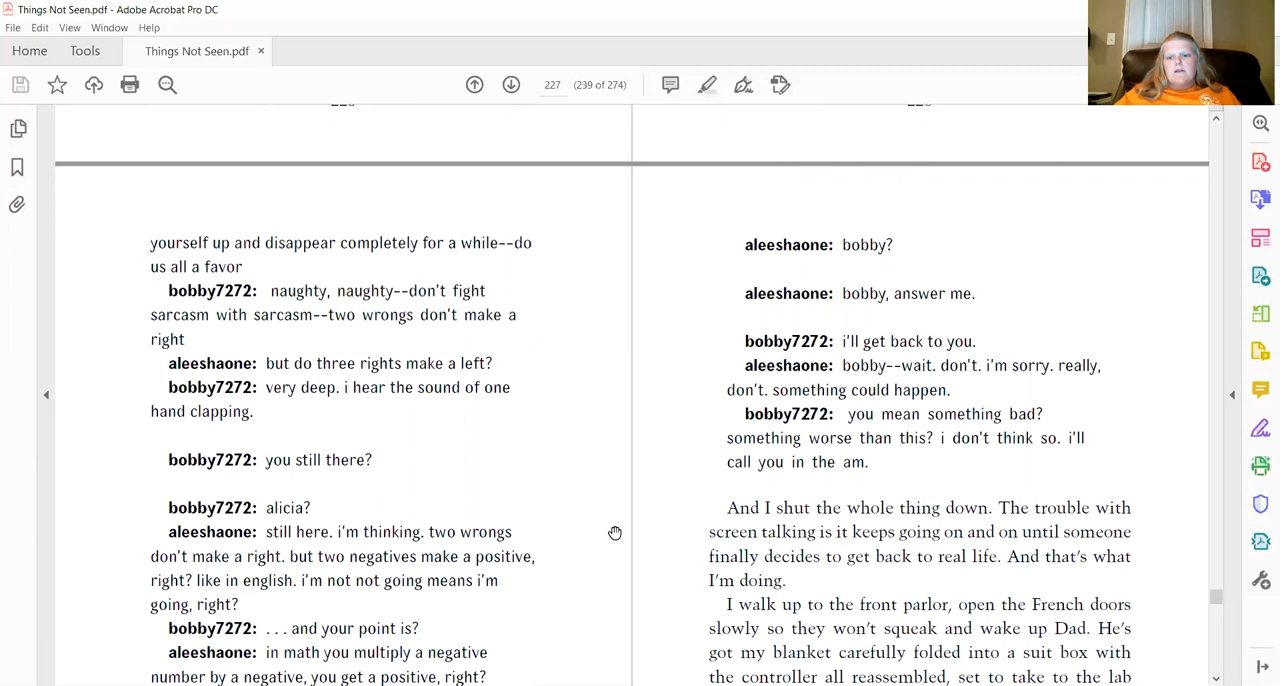 Things Not Seen.pdf - Adobe Acrobat Pro DC
File Edit View Window Help
Home Tools Things Not Seen.pdf ×
227 (239 of 274)
yourself up and disappear completely for a while--do
us all a favor
bobby7272: naughty, naughty--don't fight
sarcasm with sarcasm--two wrongs don't make a
right
aleeshaone: but do three rights make a left?
bobby7272: very deep. i hear the sound of one
hand clapping.
bobby7272: you still there?
bobby7272: alicia?
aleeshaone: still here. i'm thinking. two wrongs
don't make a right. but two negatives make a positive,
right? like in english. i'm not not going means i'm
going, right?
bobby7272: . . . and your point is?
aleeshaone: in math you multiply a negative
number by a negative, you get a positive, right?
aleeshaone: bobby?
aleeshaone: bobby, answer me.
bobby7272: i'll get back to you.
aleeshaone: bobby--wait. don't. i'm sorry. really,
don't. something could happen.
bobby7272: you mean something bad?
something worse than this? i don't think so. i'll
call you in the am.
And I shut the whole thing down. The trouble with
screen talking is it keeps going on and on until someone
finally decides to get back to real life. And that's what
I'm doing.
I walk up to the front parlor, open the French doors
slowly so they won't squeak and wake up Dad. He's
got my blanket carefully folded into a suit box with
the controller all reassembled, set to take to the lab